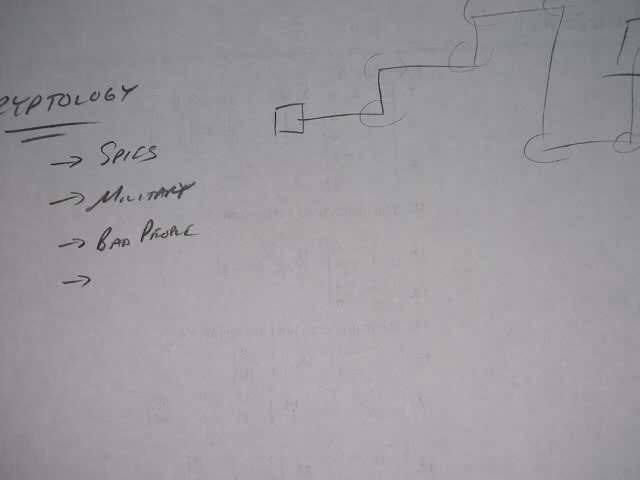 RYPTOLOGY
→ SPIES
→ MILITARY
→ BAD PEOPLE
→